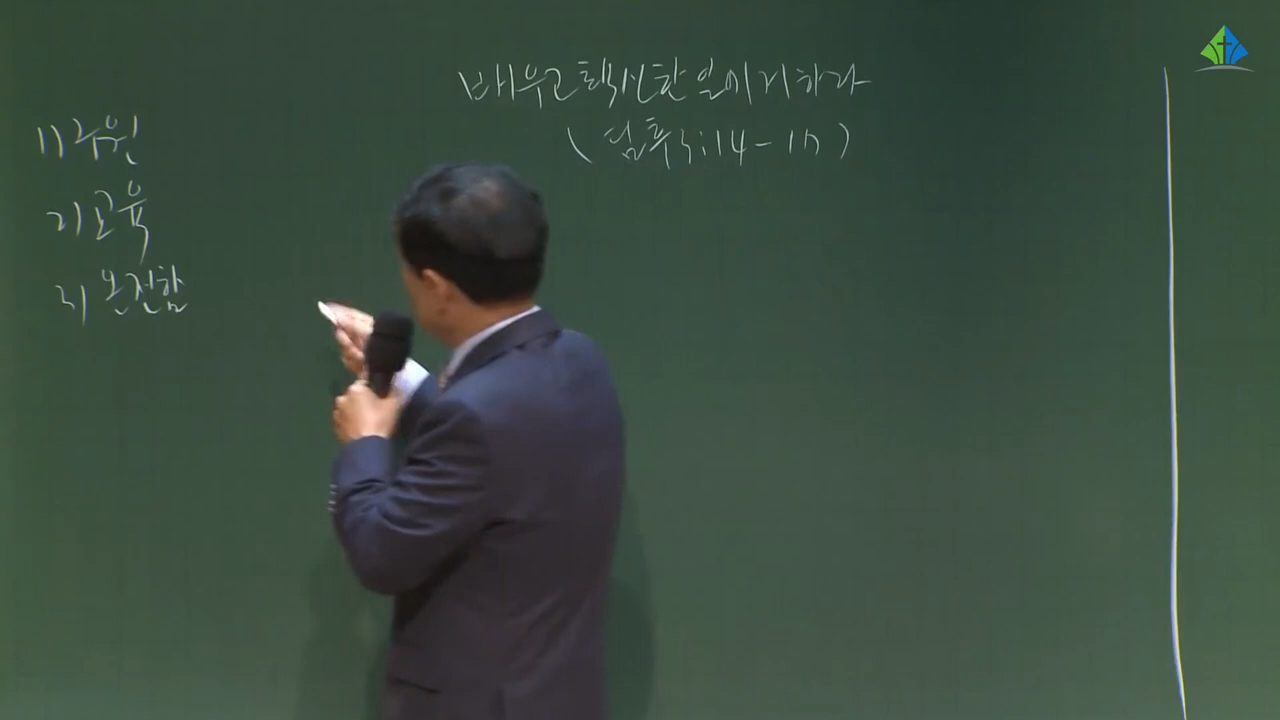 배우고 확신한 일에 거하라
(딤후 3:14-17)
1) 구원
2) 교육
3) 온전함